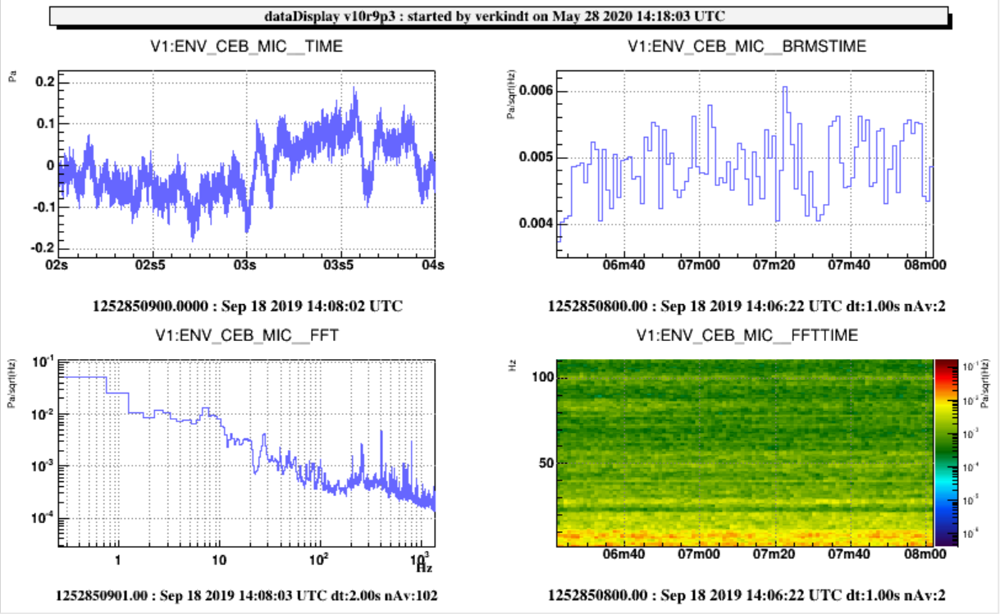 dataDisplay v10r9p3 : started by verkindt on May 28 2020 14:18:03 UTC
V1:ENV_CEB_MIC__TIME
Pa
0.2
0.1
0
-0.1
-0.2
02s 02s5 03s 03s5 04s
1252850900.0000 : Sep 18 2019 14:08:02 UTC
V1:ENV_CEB_MIC__BRMSTIME
Pa/sqrt(Hz)
0.006
0.005
0.004
06m40 07m00 07m20 07m40 08m00
1252850800.00 : Sep 18 2019 14:06:22 UTC dt:1.00s nAv:2
V1:ENV_CEB_MIC__FFT
Pa/sqrt(Hz)
10⁻¹
10⁻²
10⁻³
10⁻⁴
1 10 10² 10³
Hz
1252850901.00 : Sep 18 2019 14:08:03 UTC dt:2.00s nAv:102
V1:ENV_CEB_MIC__FFTTIME
Hz
100
50
06m40 07m00 07m20 07m40 08m00
10⁻¹
10⁻²
10⁻³
10⁻⁴
10⁻⁵
10⁻⁶
Pa/sqrt(Hz)
1252850800.00 : Sep 18 2019 14:06:22 UTC dt:1.00s nAv:2